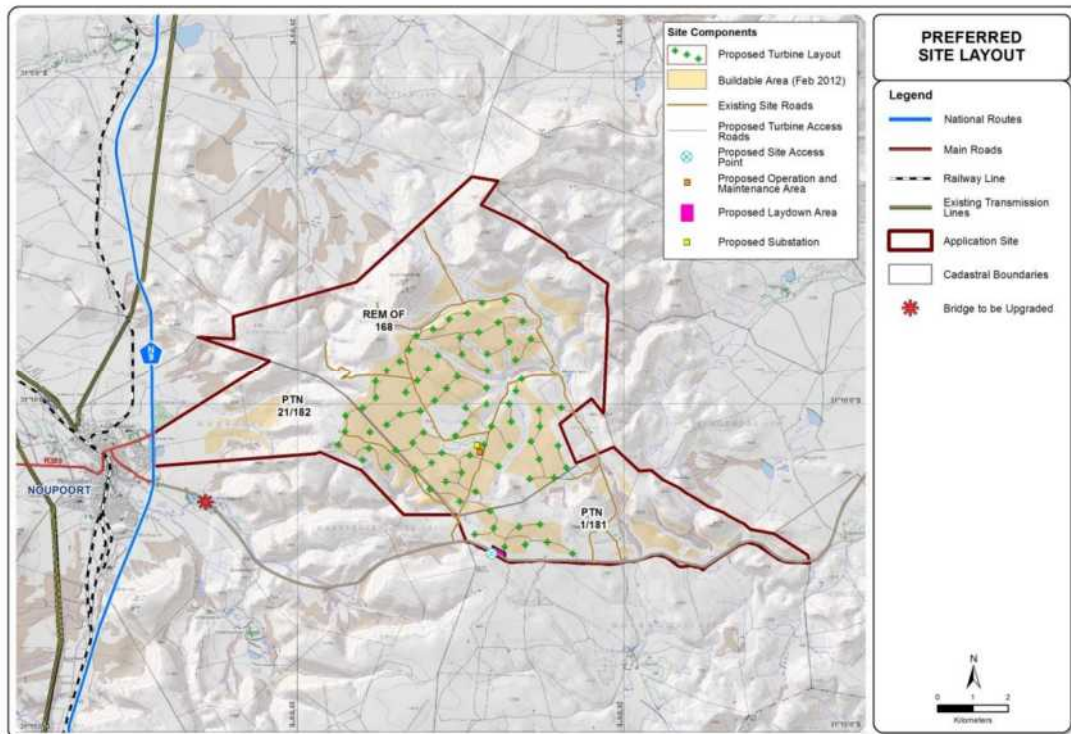 PREFERRED
SITE LAYOUT
Legend
National Routes
Main Roads
Railway Line
Existing Transmission
Lines
Application Site
Cadastral Boundaries
Bridge to be Upgraded
N
0 1 2
Kilometers
Site Components
Proposed Turbine Layout
Buildable Area (Feb 2012)
Existing Site Roads
Proposed Turbine Access
Roads
Proposed Site Access
Point
Proposed Operation and
Maintenance Area
Proposed Laydown Area
Proposed Substation
REM OF
168
PTN
21/182
NOUPOORT
PTN
1/181